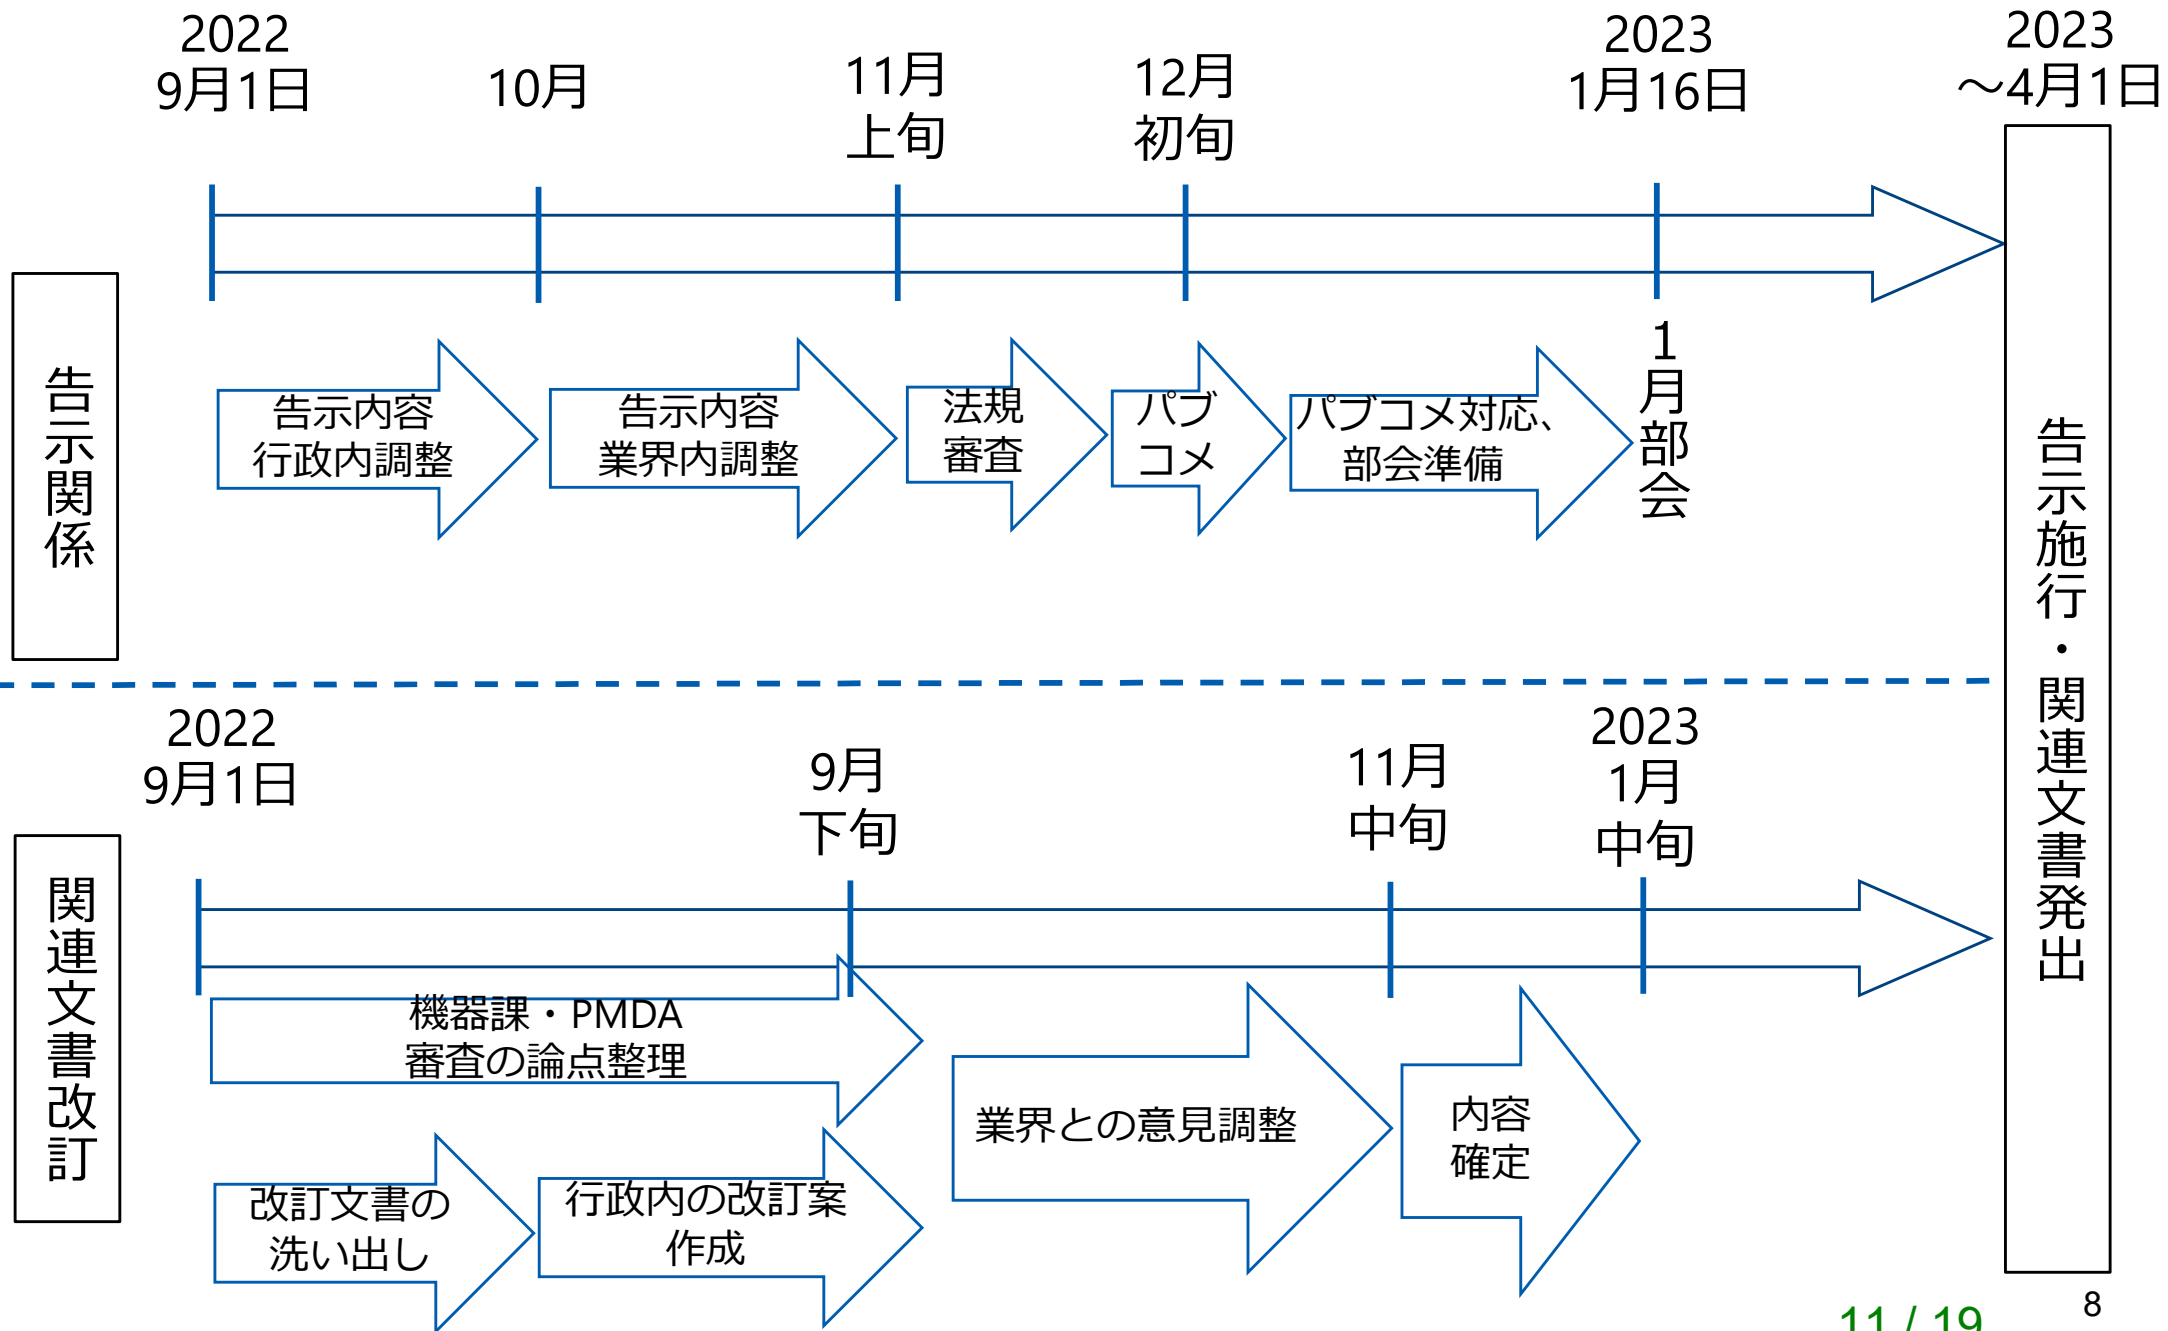 2022
9月1日
10月
11月
上旬
12月
初旬
2023
1月16日
2023
～4月1日
告示関係
告示内容
行政内調整
告示内容
業界内調整
法規
審査
パブ
コメ
パブコメ対応、
部会準備
1月部会
告示施行・関連文書発出
2022
9月1日
9月
下旬
11月
中旬
2023
1月
中旬
関連文書改訂
機器課・PMDA
審査の論点整理
改訂文書の
洗い出し
行政内の改訂案
作成
業界との意見調整
内容
確定
8
11 / 19